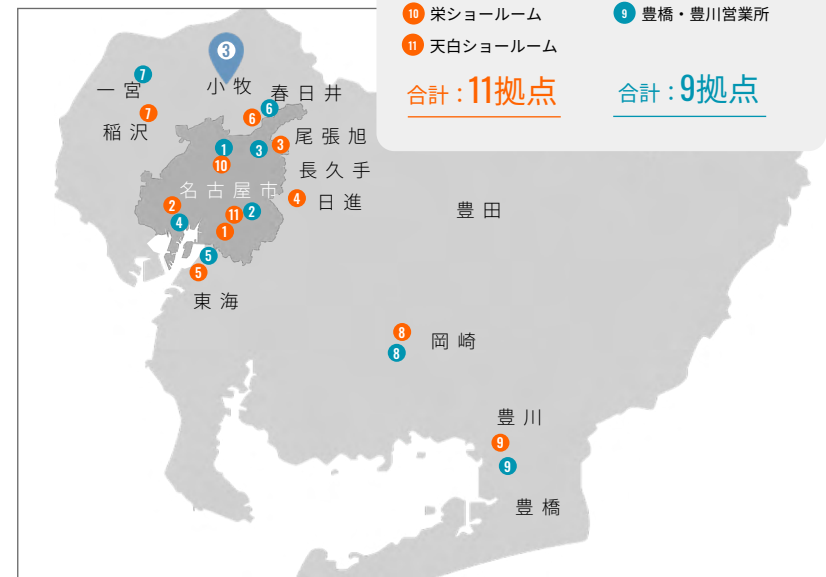 10 栄ショールーム
9 豊橋・豊川営業所
11 天白ショールーム
合計：11拠点
合計：9拠点
3
7
一宮
小牧
春日井
6
6
7
稲沢
1
3
3
尾張旭
10
長久手
名古屋市
4
日進
2
11
2
豊田
4
1
5
5
東海
8
岡崎
8
豊川
9
9
豊橋